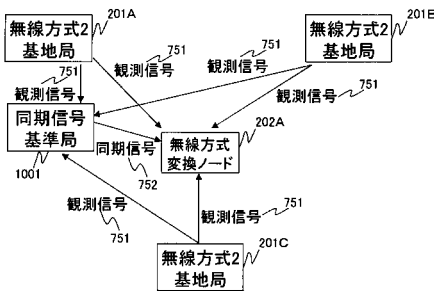 201A
無線方式2
基地局
201B
無線方式2
基地局
751
観測信号
751
観測信号
751
観測信号
751
観測信号
202A
同期信号
基準局
1001
同期信号
752
無線方式
変換ノード
観測信号
751
観測信号
751
201C
無線方式2
基地局